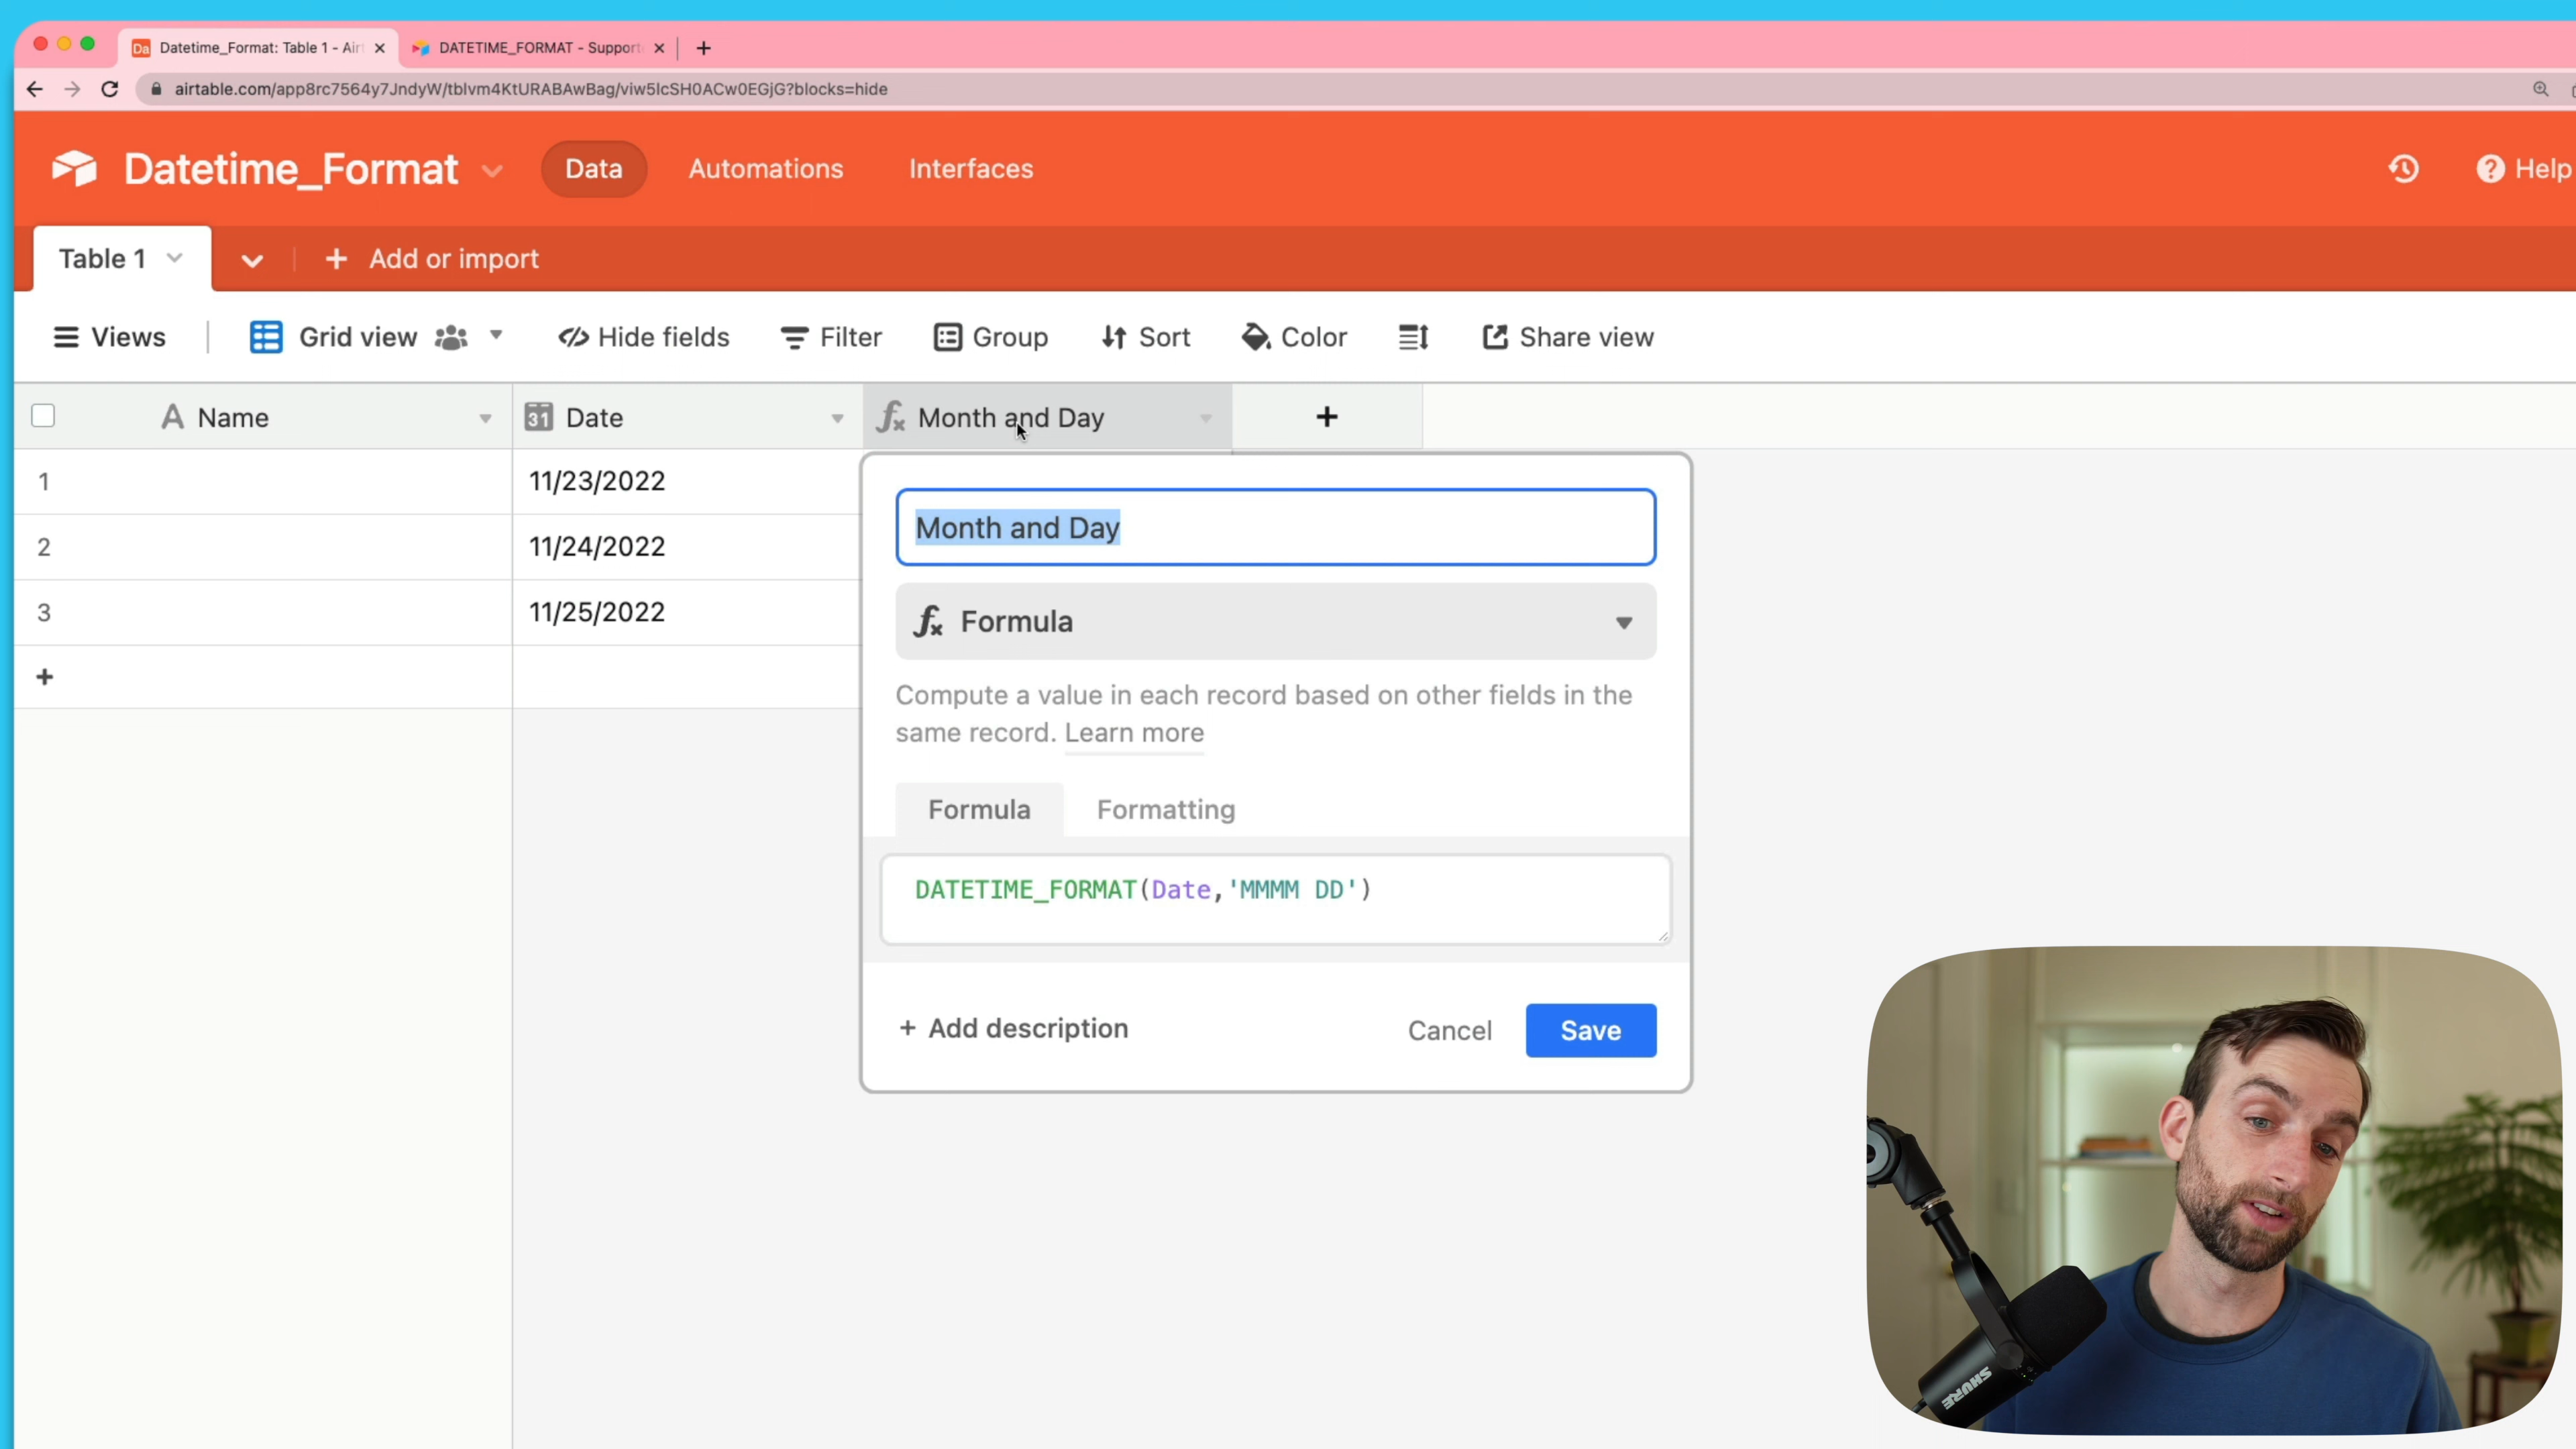 Da Datetime_Format: Table 1 - Air
DATETIME_FORMAT - Support
airtable.com/app8rc7564y7JndyW/tblvm4KtURABAwBag/viw5lcSH0ACw0EGjG?blocks=hide
Datetime_Format Data Automations Interfaces ? Help
Table 1 + Add or import
Views Grid view Hide fields Filter Group Sort Color Share view
A Name 31 Date fx Month and Day +
1 11/23/2022
2 11/24/2022
3 11/25/2022
+
Month and Day
fx Formula
Compute a value in each record based on other fields in the
same record. Learn more
Formula Formatting
DATETIME_FORMAT(Date,'MMMM DD')
+ Add description Cancel Save
SHURE